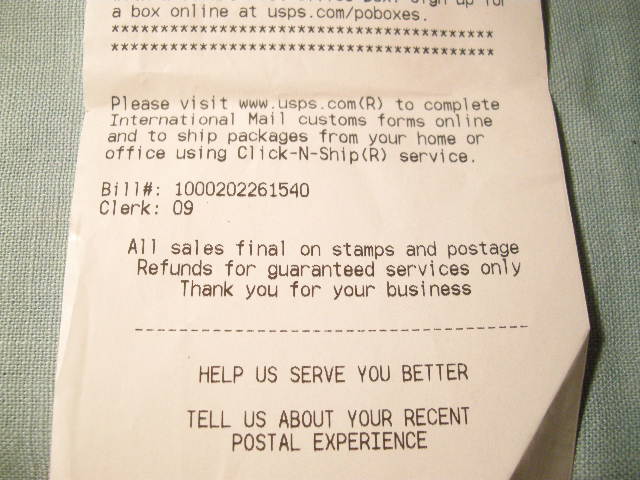 sign up for
a box online at usps.com/poboxes.
****************************************
****************************************
Please visit www.usps.com(R) to complete
International Mail customs forms online
and to ship packages from your home or
office using Click-N-Ship(R) service.
Bill#: 1000202261540
Clerk: 09
All sales final on stamps and postage
Refunds for guaranteed services only
Thank you for your business
----------------------------------------
HELP US SERVE YOU BETTER
TELL US ABOUT YOUR RECENT
POSTAL EXPERIENCE